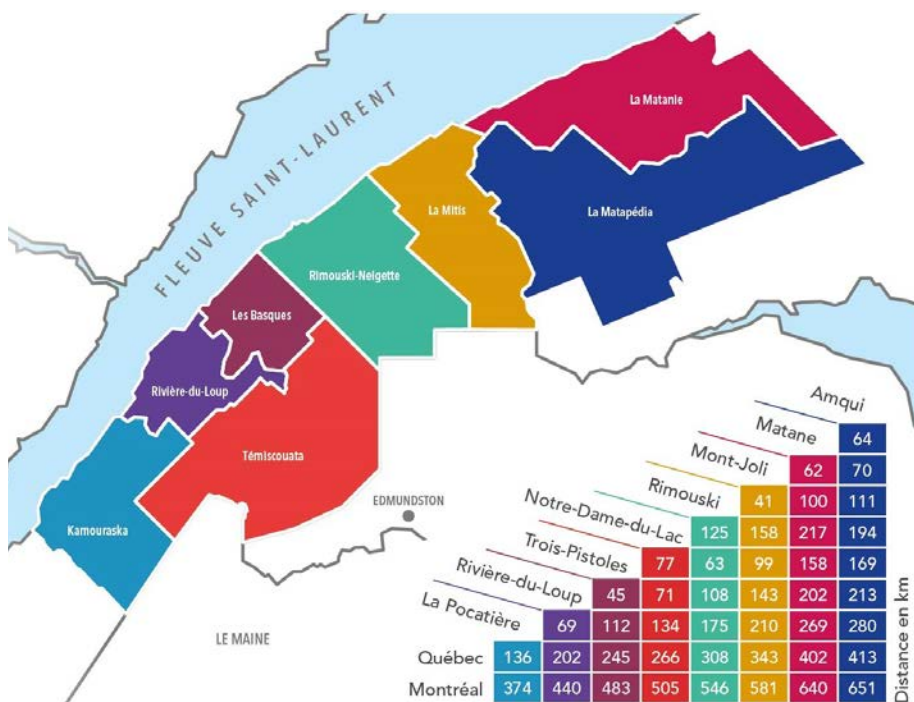 La Matanie
FLEUVE SAINT-LAURENT
La Mitis
La Matapédia
Rimouski-Neigette
Les Basques
Rivière-du-Loup
Témiscouata
Kamouraska
EDMUNDSTON
LE MAINE
Amqui
Matane 64
Mont-Joli 62 70
Rimouski 41 100 111
Notre-Dame-du-Lac 125 158 217 194
Trois-Pistoles 77 63 99 158 169
Rivière-du-Loup 45 71 108 143 202 213
La Pocatière 69 112 134 175 210 269 280
Québec 136 202 245 266 308 343 402 413
Montréal 374 440 483 505 546 581 640 651
Distance en km